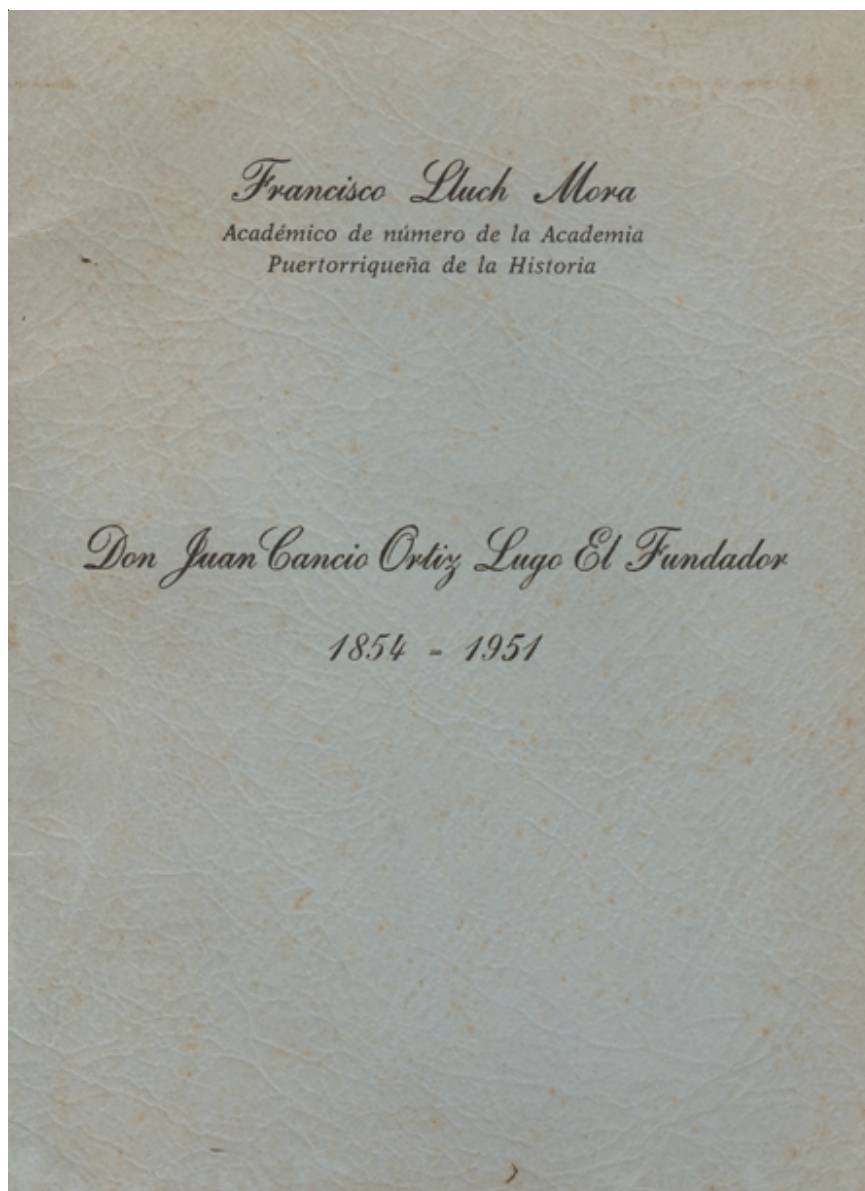 Francisco Lluch Mora
Académico de número de la Academia
Puertorriqueña de la Historia
Don Juan Cancio Ortiz Lugo El Fundador
1854 - 1951